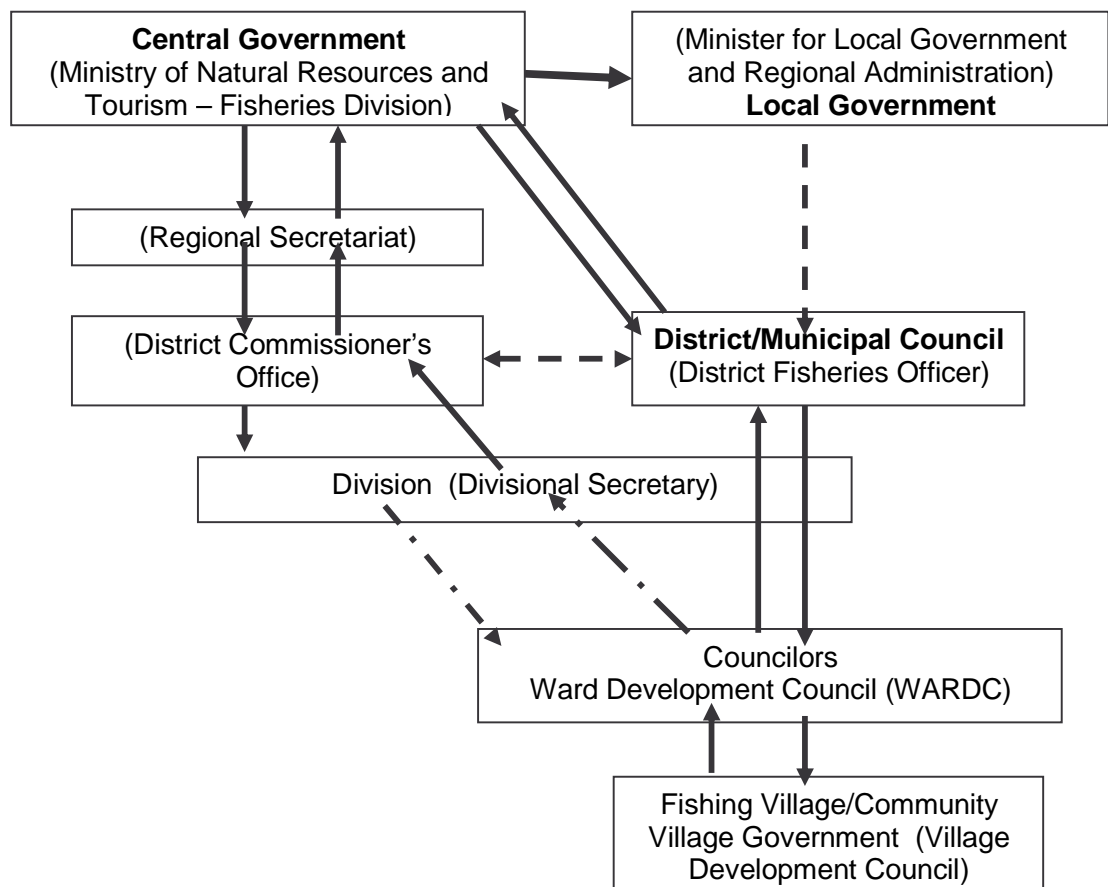 Central Government
(Ministry of Natural Resources and
Tourism – Fisheries Division)
(Minister for Local Government
and Regional Administration)
Local Government
(Regional Secretariat)
(District Commissioner's
Office)
District/Municipal Council
(District Fisheries Officer)
Division (Divisional Secretary)
Councilors
Ward Development Council (WARDC)
Fishing Village/Community
Village Government (Village
Development Council)